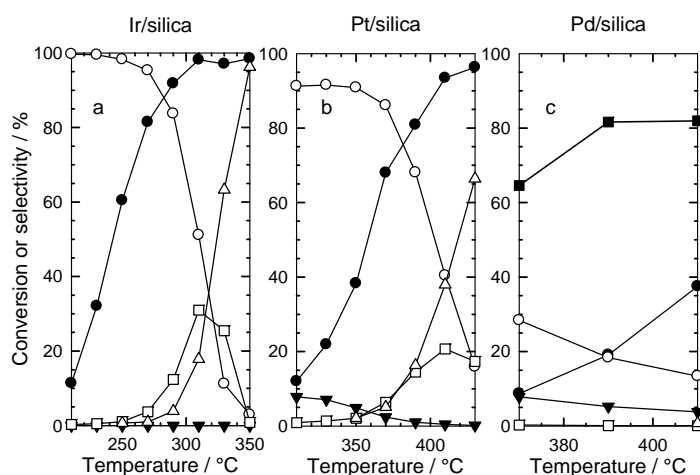 Ir/silica Pt/silica Pd/silica
100 100 100
80 80 80
60 60 60
40 40 40
20 20 20
0 0 0
a b c
Conversion or selectivity / %
250 300 350 350 400 380 400
Temperature / °C Temperature / °C Temperature / °C